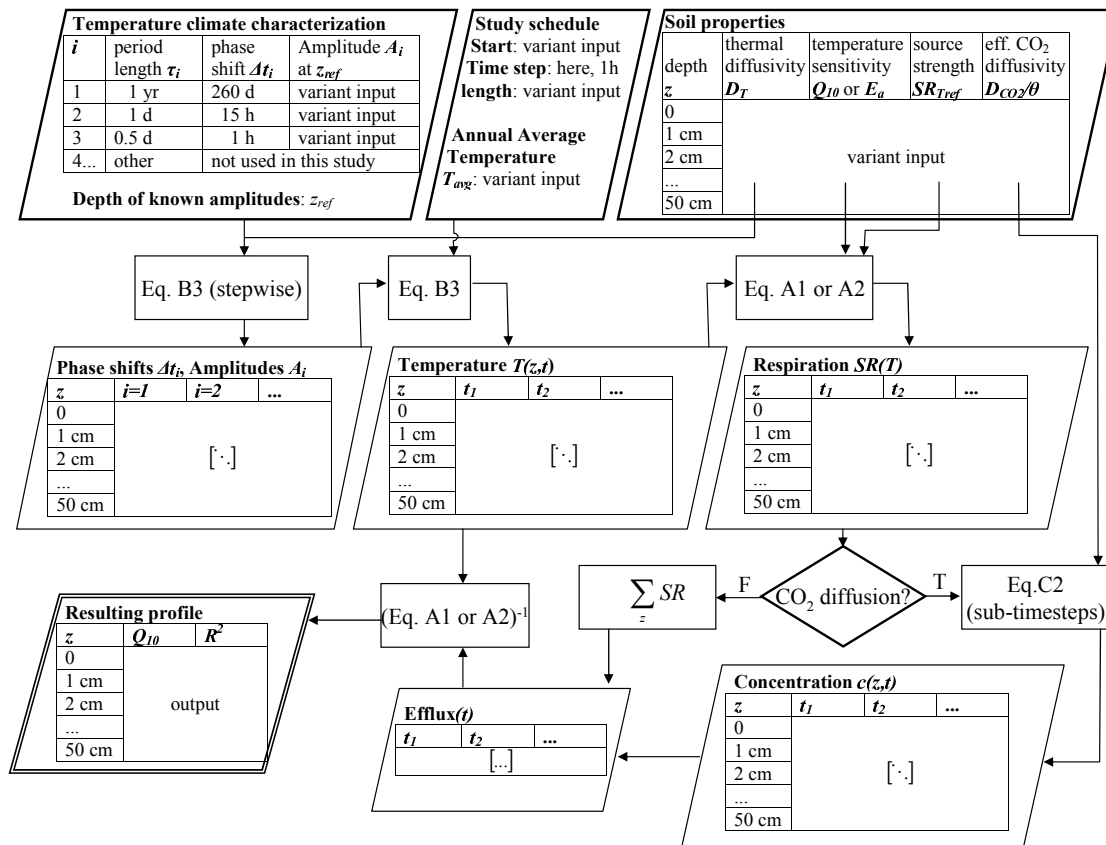 Temperature climate characterization
i period length τi phase shift Δti Amplitude Ai at zref
1 1 yr 260 d variant input
2 1 d 15 h variant input
3 0.5 d 1 h variant input
4... other not used in this study
Depth of known amplitudes: zref
Study schedule
Start: variant input
Time step: here, 1h
length: variant input
Annual Average
Temperature
Tavg: variant input
Soil properties
depth z thermal diffusivity DT temperature sensitivity Q10 or Ea source strength SRTref eff. CO2 diffusivity DCO2/θ
0
1 cm
2 cm
...
50 cm
variant input
Eq. B3 (stepwise)
Eq. B3
Eq. A1 or A2
Phase shifts Δti, Amplitudes Ai
z i=1 i=2 ...
0
1 cm
2 cm
...
50 cm
[⋱]
Temperature T(z,t)
z t1 t2 ...
0
1 cm
2 cm
...
50 cm
[⋱]
Respiration SR(T)
z t1 t2 ...
0
1 cm
2 cm
...
50 cm
[⋱]
Resulting profile
z Q10 R2
0
1 cm
2 cm
...
50 cm
output
(Eq. A1 or A2)-1
∑z SR
F
CO2 diffusion?
T
Eq.C2
(sub-timesteps)
Efflux(t)
t1 t2 ...
[...]
Concentration c(z,t)
z t1 t2 ...
0
1 cm
2 cm
...
50 cm
[⋱]